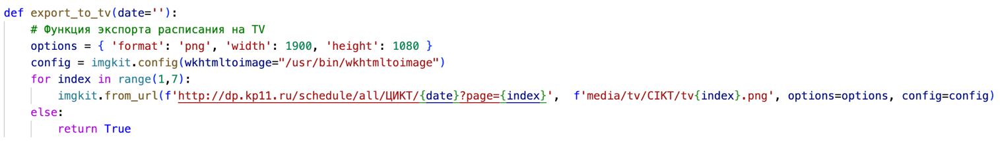 def export_to_tv(date=''):
    # Функция экспорта расписания на TV
    options = { 'format': 'png', 'width': 1900, 'height': 1080 }
    config = imgkit.config(wkhtmltoimage="/usr/bin/wkhtmltoimage")
    for index in range(1,7):
        imgkit.from_url(f'http://dp.kp11.ru/schedule/all/ЦИКТ/{date}?page={index}',  f'media/tv/CIKT/tv{index}.png', options=options, config=config)
    else:
        return True